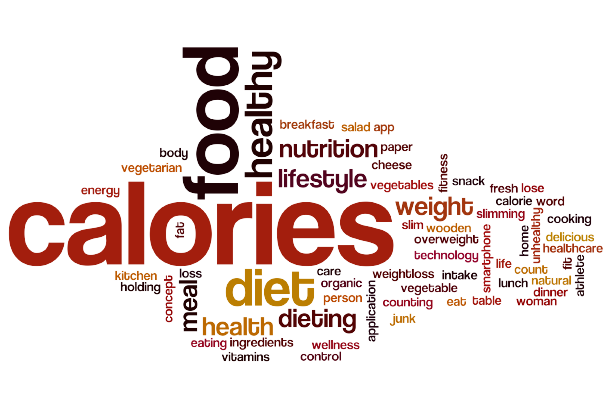 food
healthy
breakfast
salad
app
body
nutrition
paper
vegetarian
cheese
fitness
lifestyle
vegetables
snack
energy
fresh
lose
calories
fat
weight
calorie
word
slimming
slim
wooden
unhealthy
cooking
overweight
smartphone
home
delicious
technology
healthcare
kitchen
loss
care
weightloss
intake
life
count
fit
athlete
holding
concept
meal
diet
organic
vegetable
lunch
natural
person
application
counting
eat
table
dinner
woman
health
dieting
junk
eating
ingredients
wellness
vitamins
control